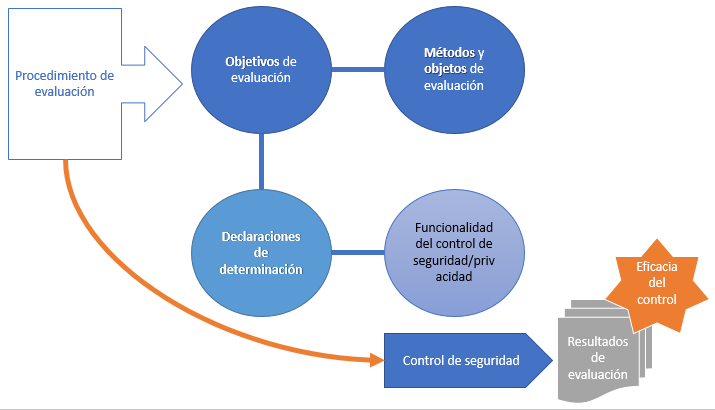 Procedimiento de
evaluación
Objetivos de
evaluación
Métodos y
objetos de
evaluación
Declaraciones
de
determinación
Funcionalidad
del control de
seguridad/priv
acidad
Eficacia
del
control
Control de seguridad
Resultados
de
evaluación